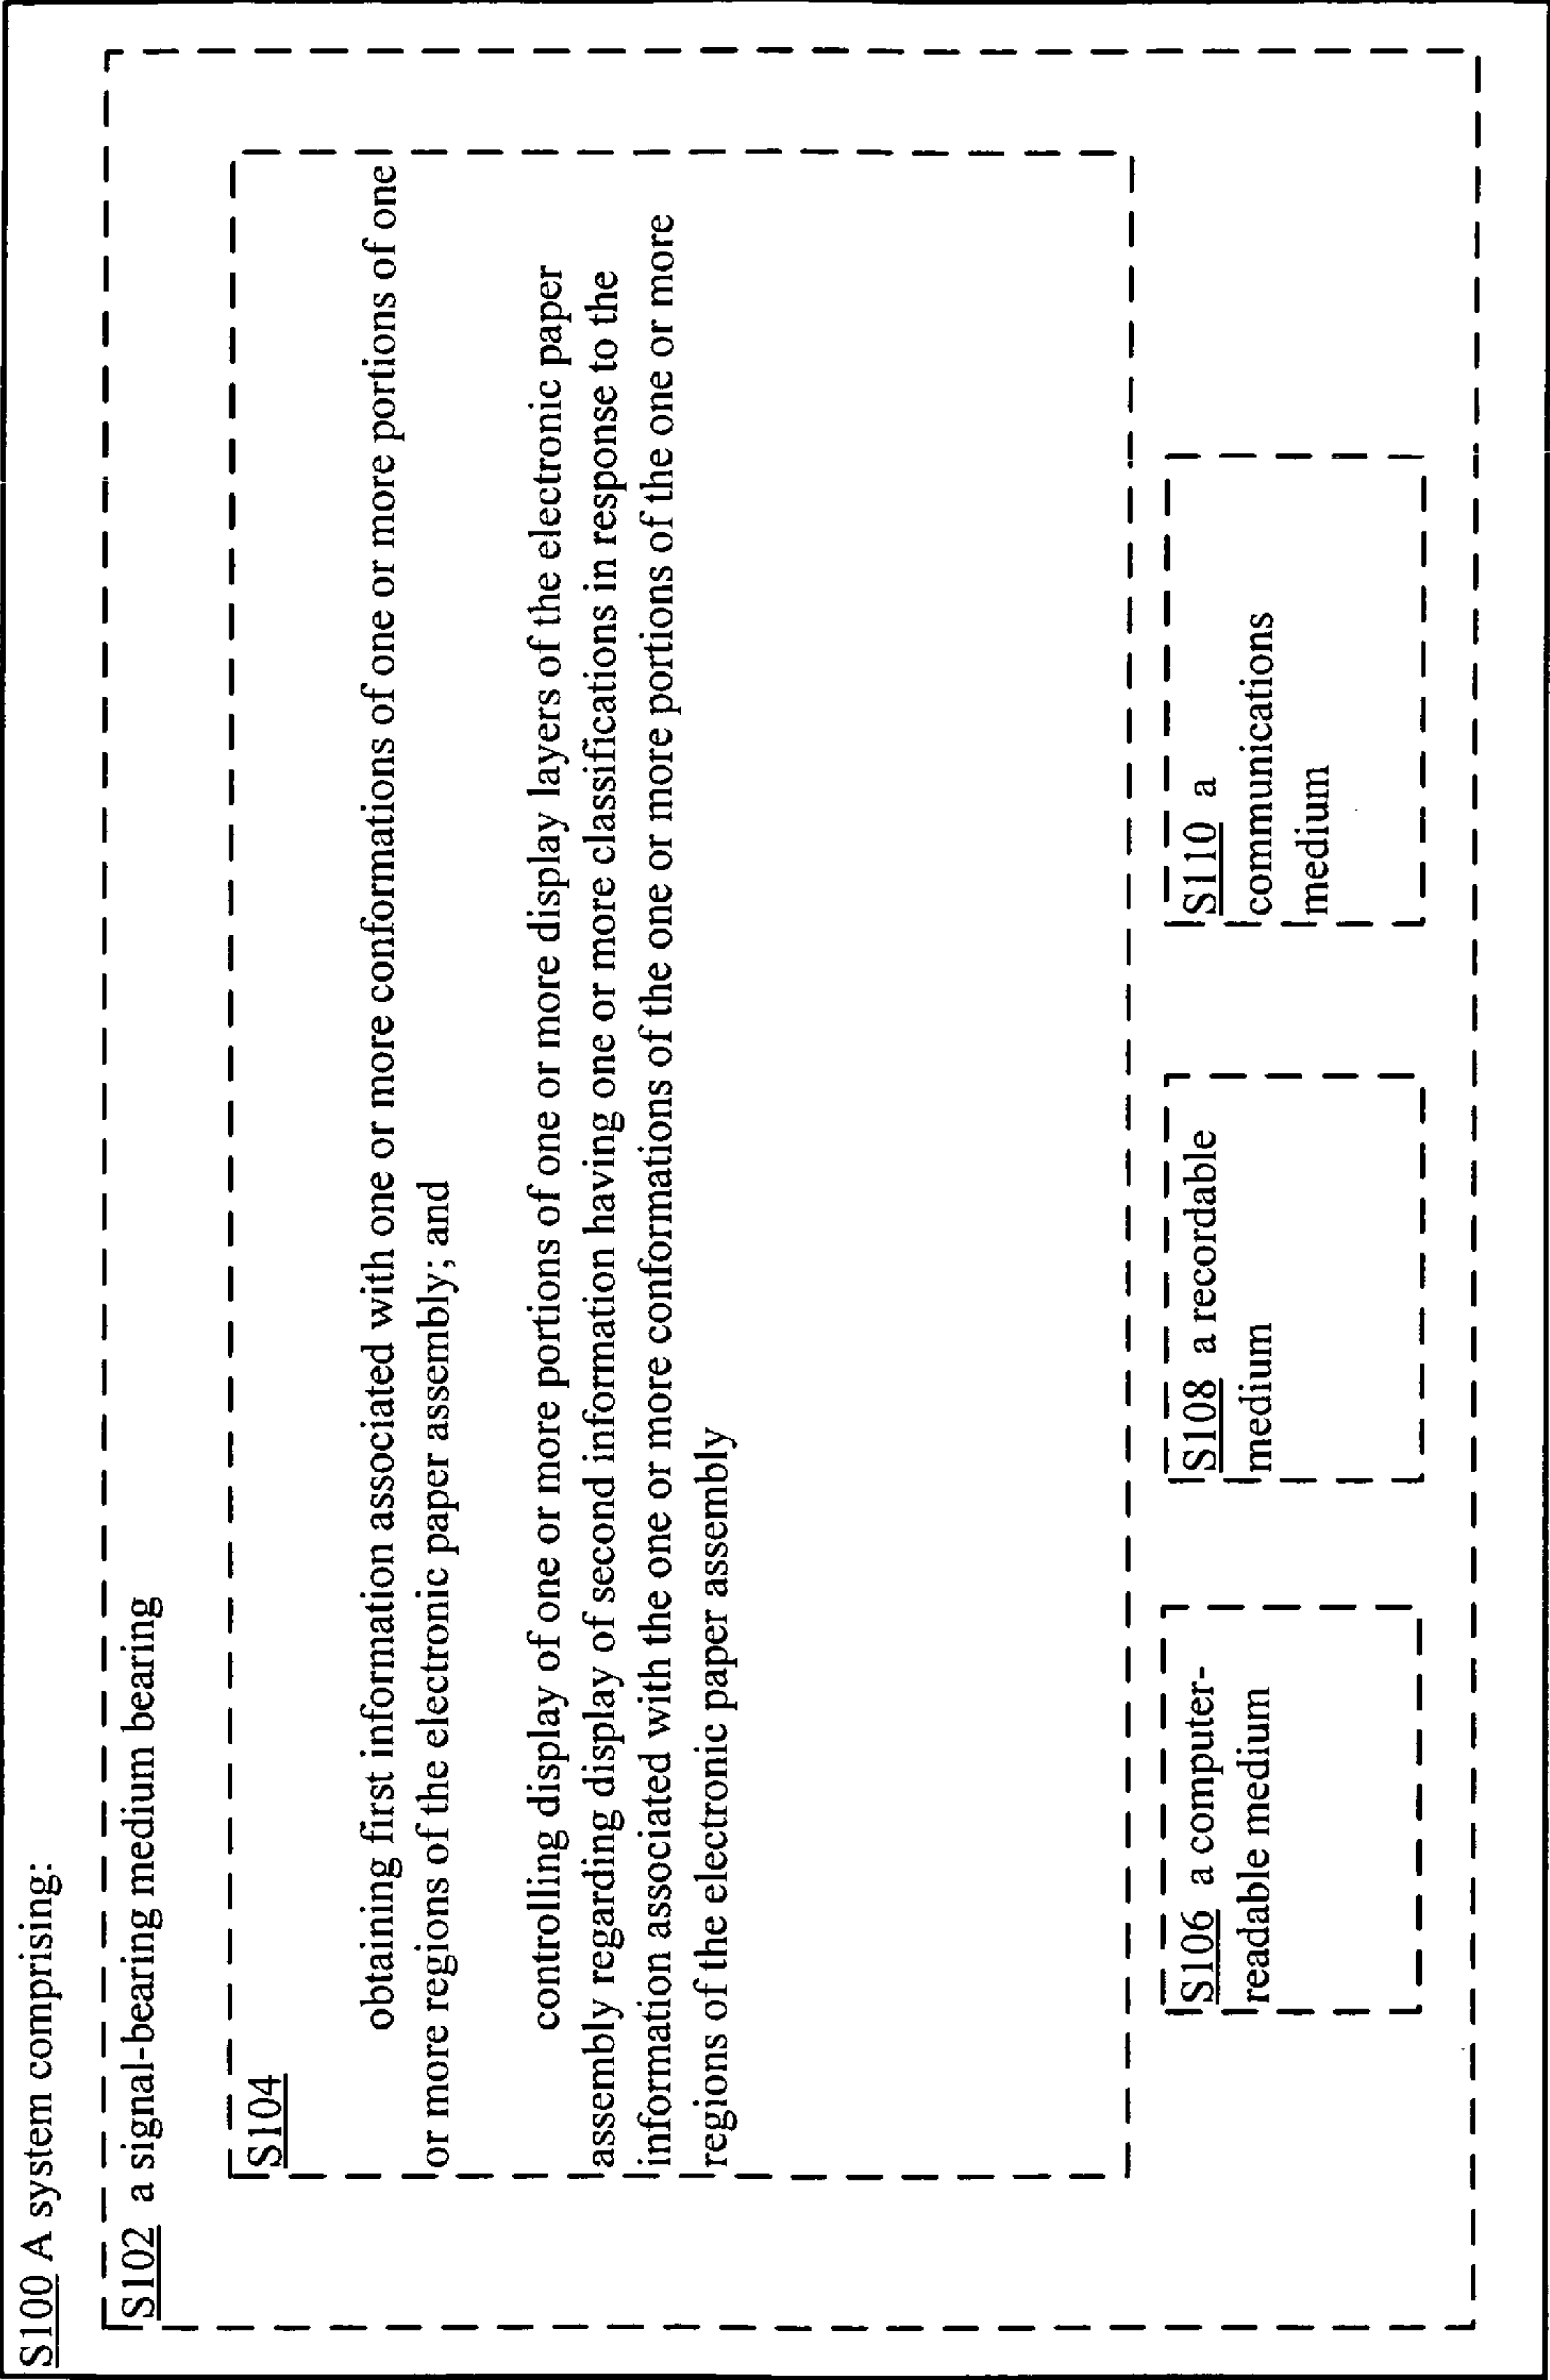 S100 A system comprising:
S102 a signal-bearing medium bearing
S104
obtaining first information associated with one or more conformations of one or more portions of one
or more regions of the electronic paper assembly; and
controlling display of one or more portions of one or more display layers of the electronic paper
assembly regarding display of second information having one or more classifications in response to the
information associated with the one or more conformations of the one or more portions of the one or more
regions of the electronic paper assembly
S106 a computer-
readable medium
S108 a recordable
medium
S110 a
communications
medium